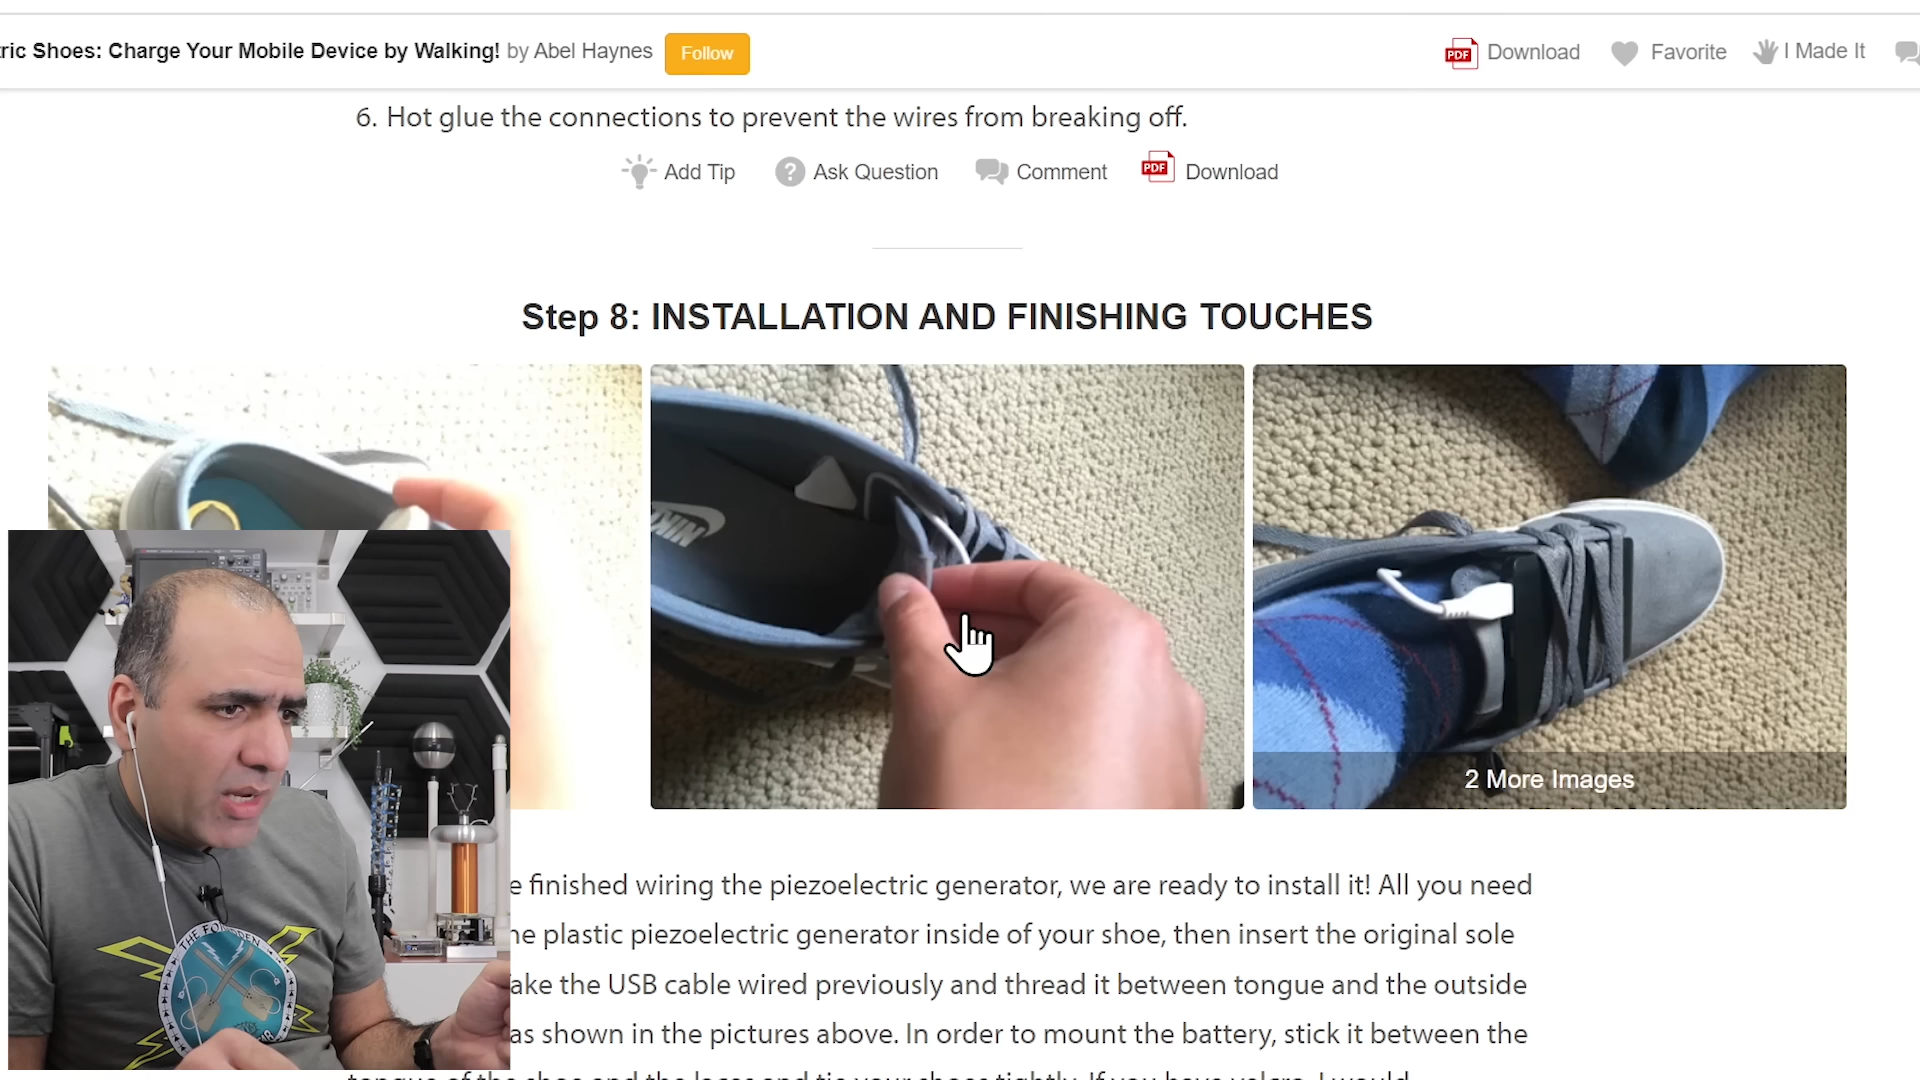 ric Shoes: Charge Your Mobile Device by Walking! by Abel Haynes Follow PDF Download Favorite I Made It
6. Hot glue the connections to prevent the wires from breaking off.
Add Tip ? Ask Question Comment PDF Download
Step 8: INSTALLATION AND FINISHING TOUCHES
2 More Images
e finished wiring the piezoelectric generator, we are ready to install it! All you need
ne plastic piezoelectric generator inside of your shoe, then insert the original sole
ake the USB cable wired previously and thread it between tongue and the outside
as shown in the pictures above. In order to mount the battery, stick it between the